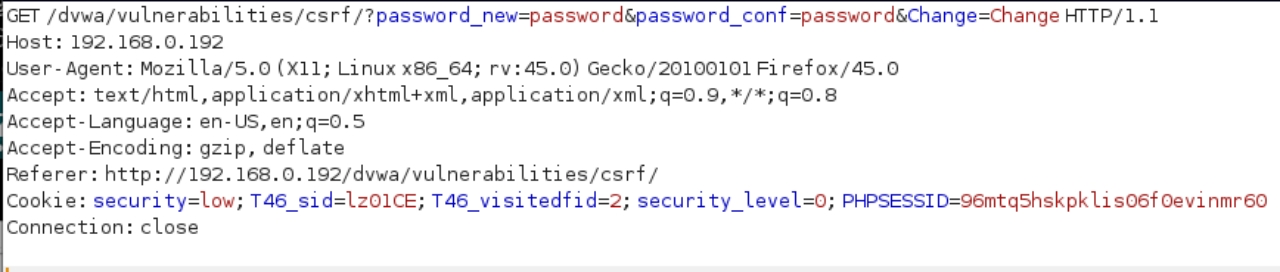 GET /dvwa/vulnerabilities/csrf/?password_new=password&password_conf=password&Change=Change HTTP/1.1
Host: 192.168.0.192
User-Agent: Mozilla/5.0 (X11; Linux x86_64; rv:45.0) Gecko/20100101 Firefox/45.0
Accept: text/html,application/xhtml+xml,application/xml;q=0.9,*/*;q=0.8
Accept-Language: en-US,en;q=0.5
Accept-Encoding: gzip, deflate
Referer: http://192.168.0.192/dvwa/vulnerabilities/csrf/
Cookie: security=low; T46_sid=lz01CE; T46_visitedfid=2; security_level=0; PHPSESSID=96mtq5hskpklis06f0evinmr60
Connection: close